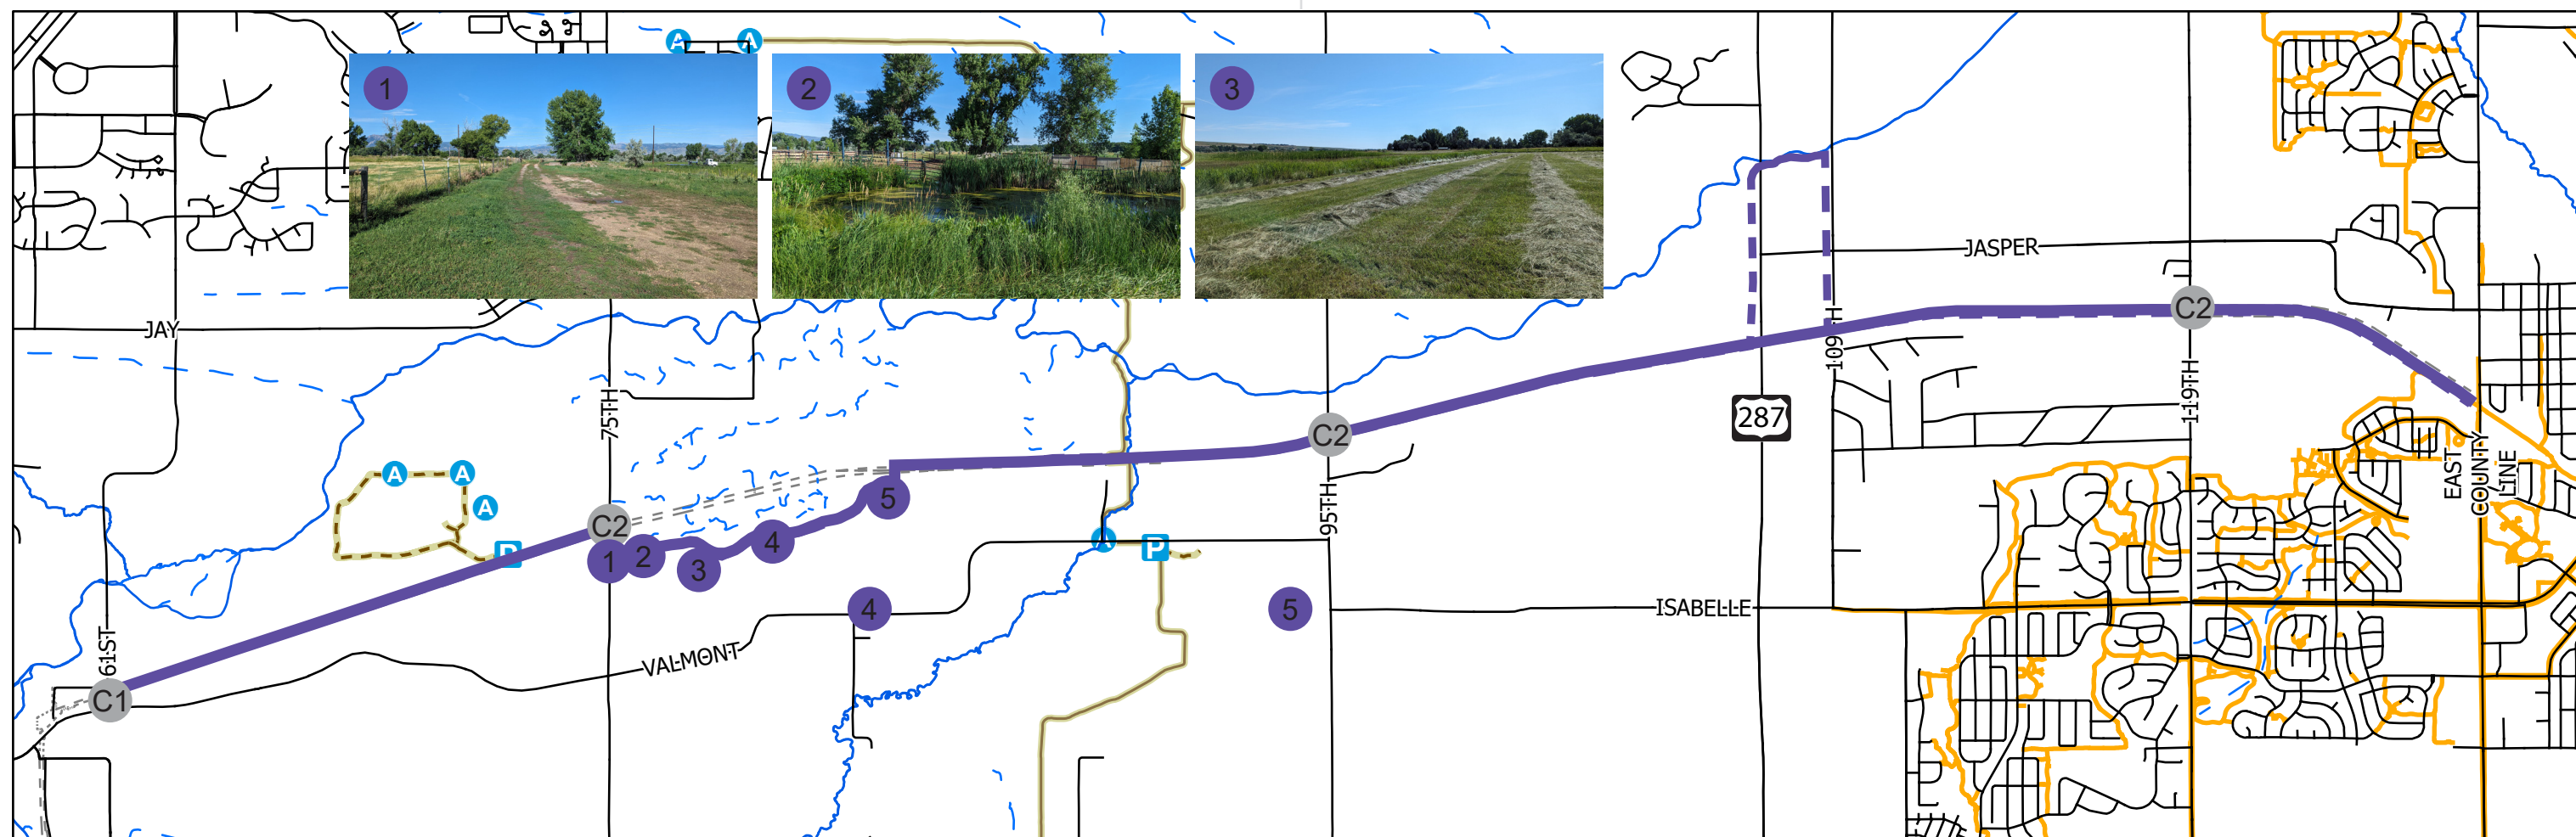 A
A
1
2
3
JASPER
C2
JAY
109TH
75TH
287
119TH
C2
EAST
COUNTY
LINE
A
A
A
95TH
5
C2
P
1
2
3
4
A
P
4
5
ISABELLE
61ST
VALMONT
C1